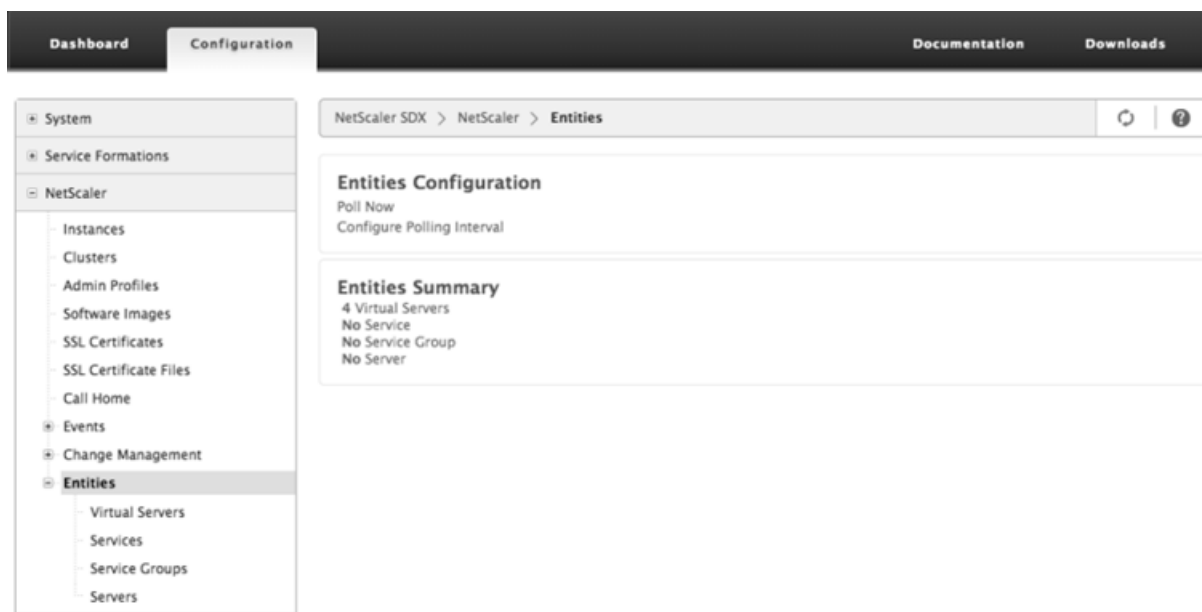 Dashboard Configuration Documentation Downloads
System
Service Formations
NetScaler
Instances
Clusters
Admin Profiles
Software Images
SSL Certificates
SSL Certificate Files
Call Home
Events
Change Management
Entities
Virtual Servers
Services
Service Groups
Servers
NetScaler SDX > NetScaler > Entities
Entities Configuration
Poll Now
Configure Polling Interval
Entities Summary
4 Virtual Servers
No Service
No Service Group
No Server